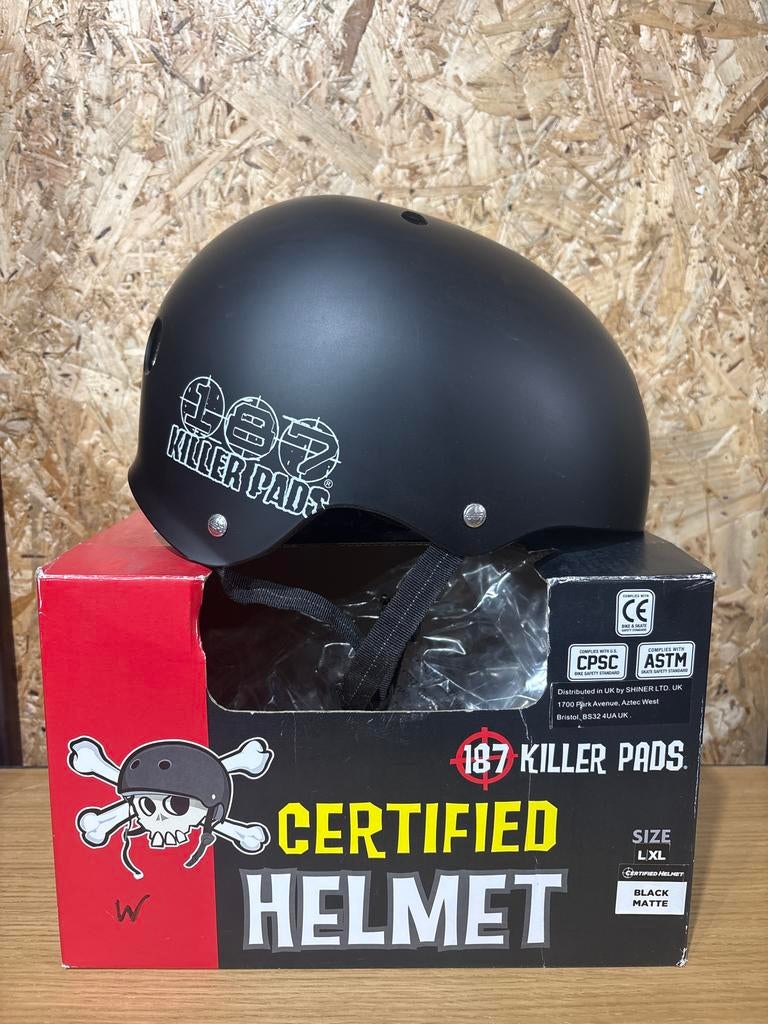 187
KILLER PADS®
COMPLIES WITH
CE
BIKE & SKATE
SAFETY STANDARD
COMPLIES WITH U.S.
CPSC
BIKE SAFETY STANDARD
COMPLIES WITH
ASTM
SKATE SAFETY STANDARD
Distributed in UK by SHINER LTD. UK
1700 Park Avenue, Aztec West
Bristol, BS32 4UA UK .
187 KILLER PADS.
CERTIFIED
HELMET
SIZE
L/XL
CERTIFIED HELMET
BLACK
MATTE
W